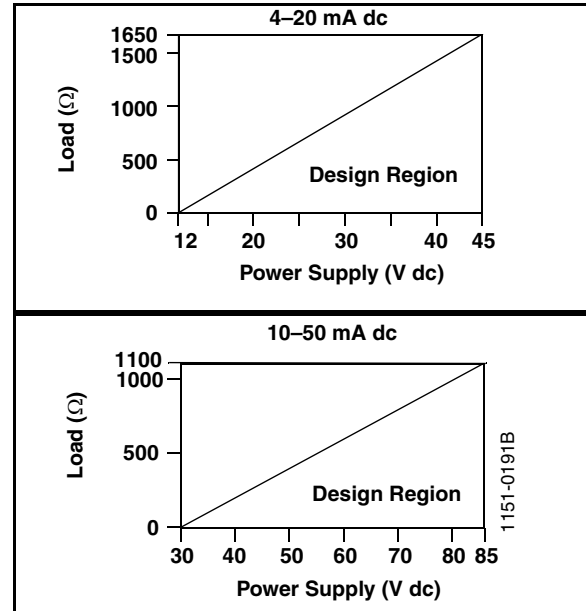 4–20 mA dc
1650
1500
1000
500
0
Load (Ω)
Design Region
12 20 30 40 45
Power Supply (V dc)
10–50 mA dc
1100
1000
500
0
Load (Ω)
Design Region
30 40 50 60 70 80 85
Power Supply (V dc)
1151-0191B